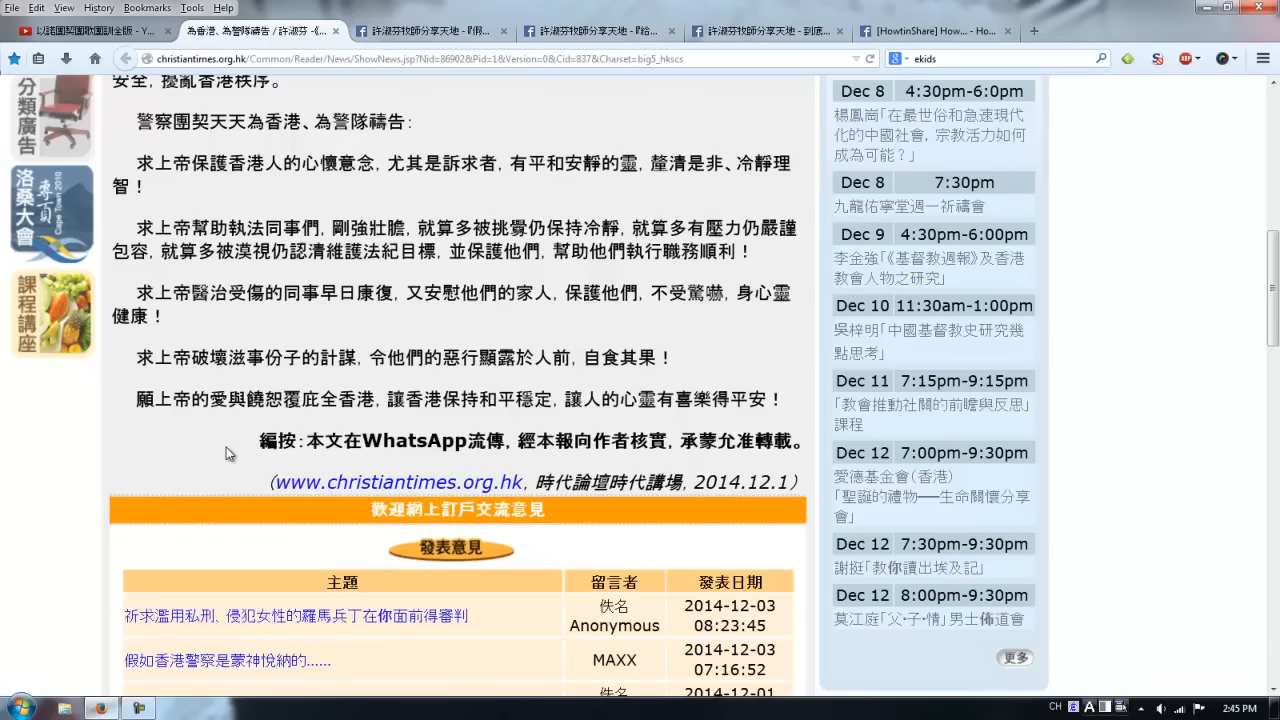 File Edit View History Bookmarks Tools Help
以諾團契團歌團訓全版 - Y... × 為香港、為警隊禱告 / 許淑芬 -《... × 許淑芬牧師分享天地 -『限... × 許淑芬牧師分享天地 -『給... × 許淑芬牧師分享天地 - 到底... × [HowtinShare] How... - Ho... × +
christiantimes.org.hk/Common/Reader/News/ShowNews.jsp?Nid=86902&Pid=1&Version=0&Cid=837&Charset=big5_hkscs
ekids
分類廣告
洛桑大會
專頁
Cape Town 2010
課程講座
安全, 擾亂香港秩序。
警察團契天天為香港、為警隊禱告:
求上帝保護香港人的心懷意念, 尤其是訴求者, 有平和安靜的靈, 釐清是非、冷靜理
智！
求上帝幫助執法同事們, 剛強壯膽, 就算多被挑釁仍保持冷靜, 就算多有壓力仍嚴謹
包容, 就算多被漠視仍認清維護法紀目標, 並保護他們, 幫助他們執行職務順利！
求上帝醫治受傷的同事早日康復, 又安慰他們的家人, 保護他們, 不受驚嚇, 身心靈
健康！
求上帝破壞滋事份子的計謀, 令他們的惡行顯露於人前, 自食其果！
願上帝的愛與饒恕覆庇全香港, 讓香港保持和平穩定, 讓人的心靈有喜樂得平安！
編按:本文在WhatsApp流傳, 經本報向作者核實, 承蒙允准轉載。
(www.christiantimes.org.hk, 時代論壇時代講場, 2014.12.1)
歡迎網上訂戶交流意見
發表意見
主題 留言者 發表日期
祈求濫用私刑, 侵犯女性的羅馬兵丁在你面前得審判 佚名 Anonymous 2014-12-03 08:23:45
假如香港警察是蒙神悅納的...... MAXX 2014-12-03 07:16:52
佚名 2014-12-01
Dec 8 4:30pm-6:0pm
楊鳳崗「在最世俗和急速現代
化的中國社會, 宗教活力如何
成為可能？」
Dec 8 7:30pm
九龍佑寧堂週一祈禱會
Dec 9 4:30pm-6:00pm
李金強「《基督教週報》及香港
教會人物之研究」
Dec 10 11:30am-1:00pm
吳梓明「中國基督教史研究幾
點思考」
Dec 11 7:15pm-9:15pm
「教會推動社關的前瞻與反思」
課程
Dec 12 7:00pm-9:30pm
愛德基金會（香港）
「聖誕的禮物──生命關懷分享
會」
Dec 12 7:30pm-9:30pm
謝挺「教你讀出埃及記」
Dec 12 8:00pm-9:30pm
莫江庭「父‧子‧情」男士佈道會
更多
CH 2:45 PM